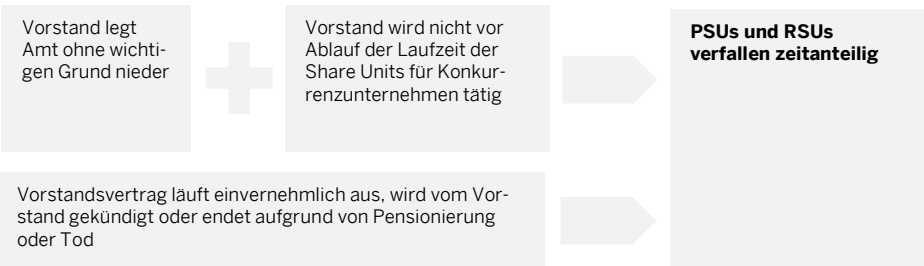 Vorstand legt
Amt ohne wichti-
gen Grund nieder
Vorstand wird nicht vor
Ablauf der Laufzeit der
Share Units für Konkur-
renzunternehmen tätig
PSUs und RSUs
verfallen zeitanteilig
Vorstandsvertrag läuft einvernehmlich aus, wird vom Vor-
stand gekündigt oder endet aufgrund von Pensionierung
oder Tod